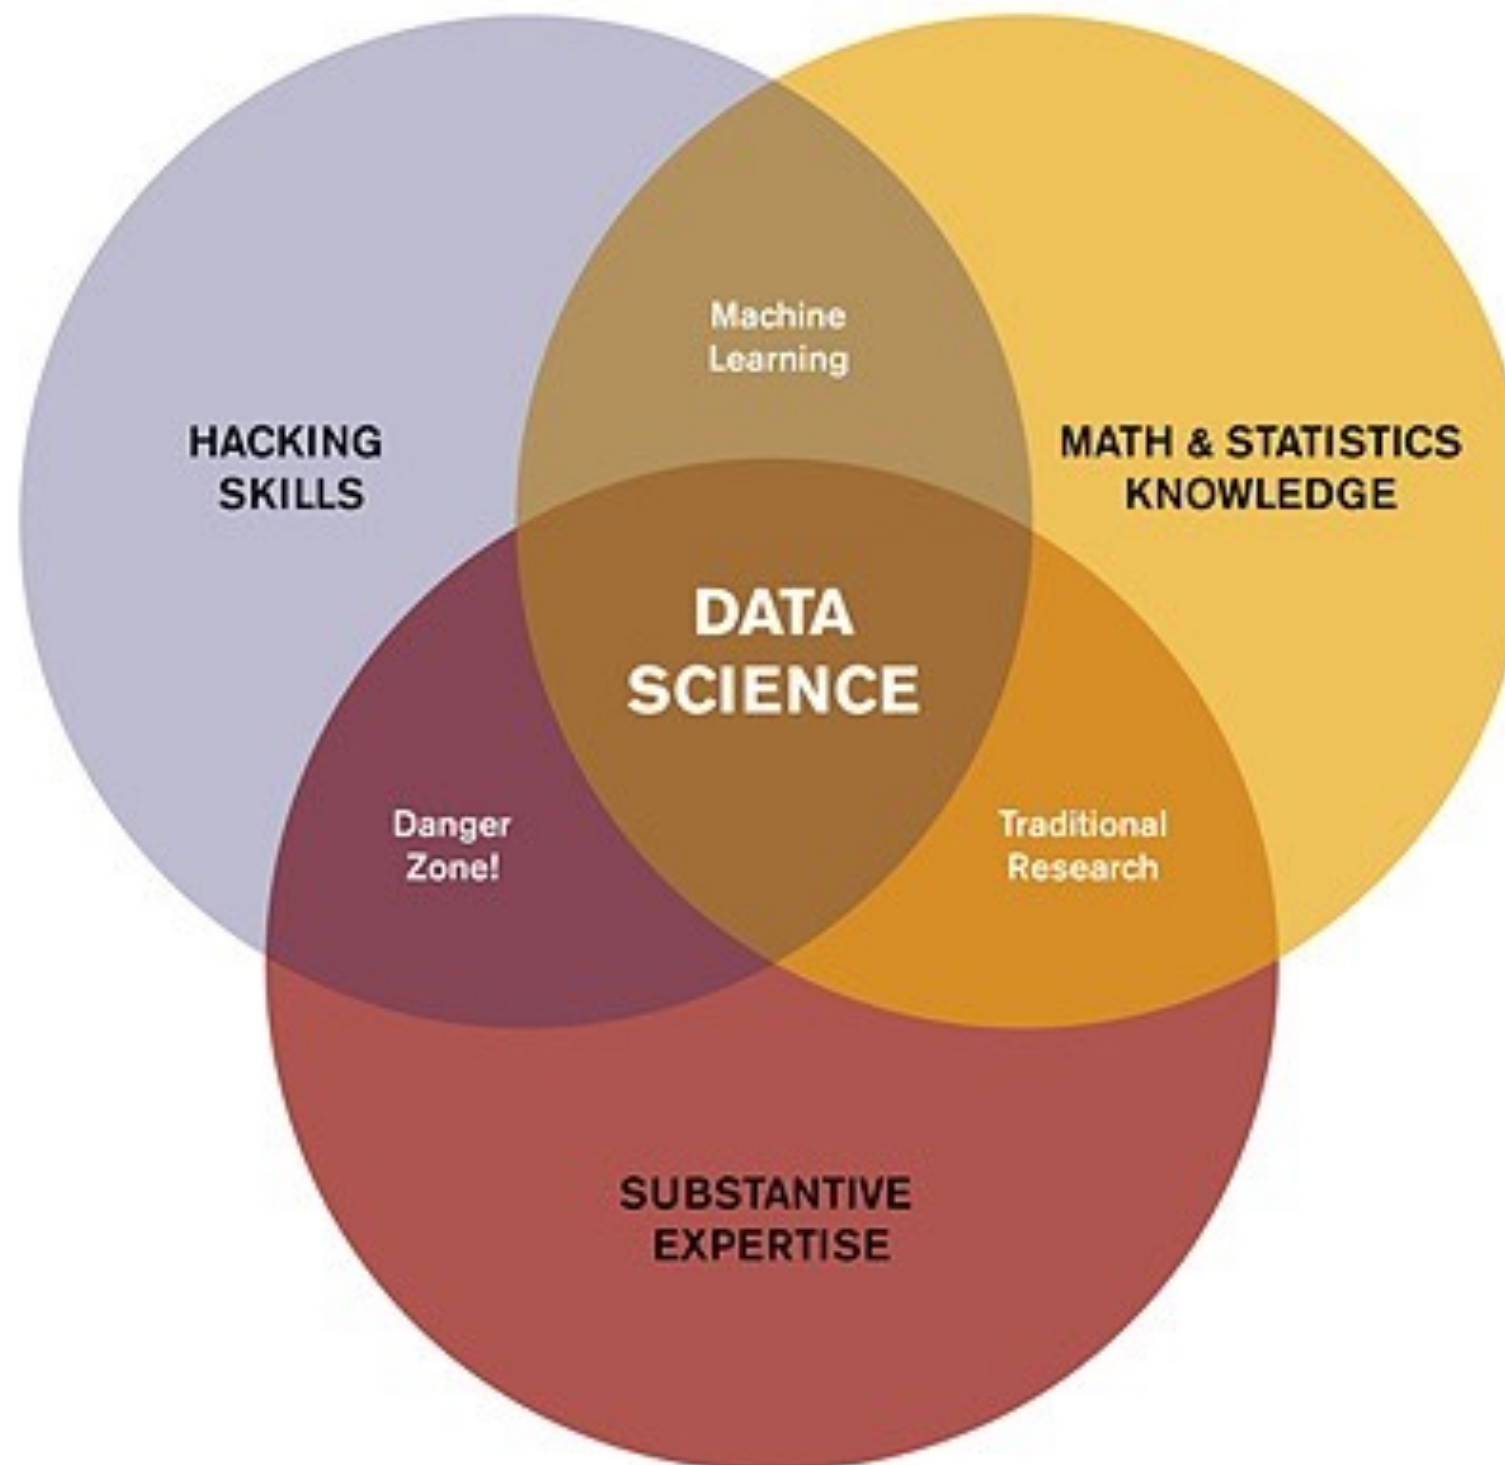 Machine
Learning
HACKING
SKILLS
MATH & STATISTICS
KNOWLEDGE
DATA
SCIENCE
Danger
Zone!
Traditional
Research
SUBSTANTIVE
EXPERTISE